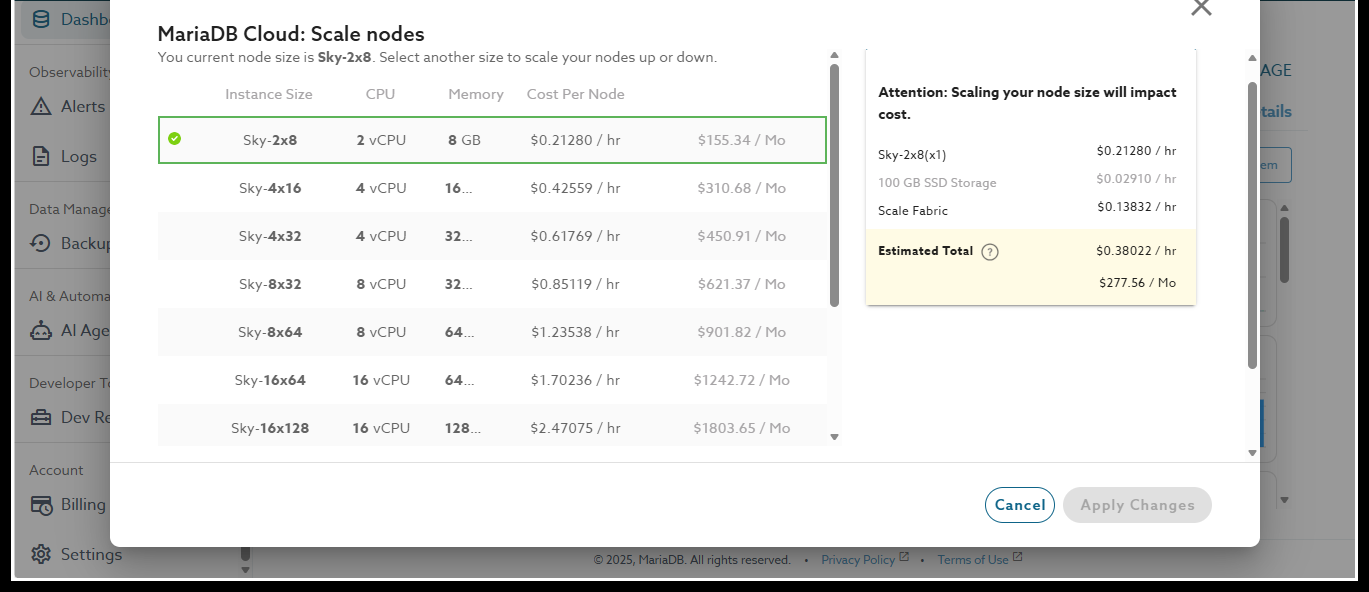 Dashb
Observability
Alerts
Logs
Data Manage
Backup
AI & Automa
AI Age
Developer To
Dev Re
Account
Billing
Settings
MariaDB Cloud: Scale nodes
You current node size is Sky-2x8. Select another size to scale your nodes up or down.
Instance Size CPU Memory Cost Per Node
Sky-2x8 2 vCPU 8 GB $0.21280 / hr $155.34 / Mo
Sky-4x16 4 vCPU 16... $0.42559 / hr $310.68 / Mo
Sky-4x32 4 vCPU 32... $0.61769 / hr $450.91 / Mo
Sky-8x32 8 vCPU 32... $0.85119 / hr $621.37 / Mo
Sky-8x64 8 vCPU 64... $1.23538 / hr $901.82 / Mo
Sky-16x64 16 vCPU 64... $1.70236 / hr $1242.72 / Mo
Sky-16x128 16 vCPU 128... $2.47075 / hr $1803.65 / Mo
Attention: Scaling your node size will impact
cost.
Sky-2x8(x1) $0.21280 / hr
100 GB SSD Storage $0.02910 / hr
Scale Fabric $0.13832 / hr
Estimated Total ? $0.38022 / hr
$277.56 / Mo
Cancel Apply Changes
AGE
tails
em
© 2025, MariaDB. All rights reserved. • Privacy Policy • Terms of Use